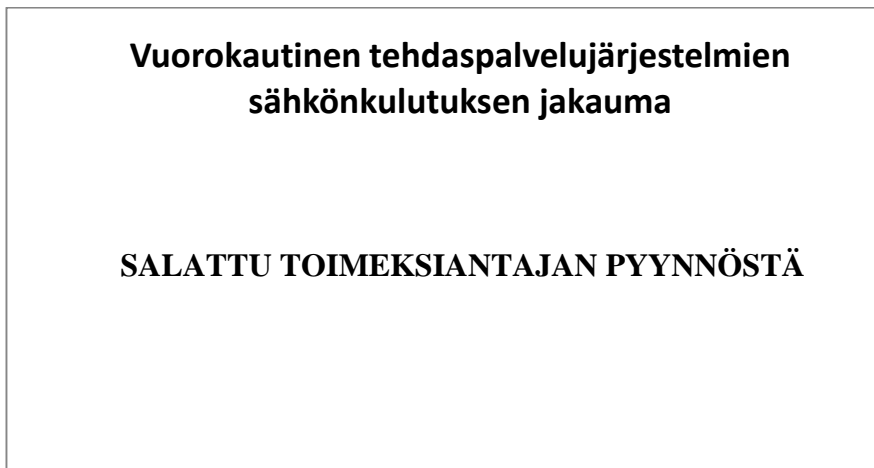 Vuorokautinen tehdaspalvelujärjestelmien
sähkönkulutuksen jakauma
SALATTU TOIMEKSIANTAJAN PYYNNÖSTÄ